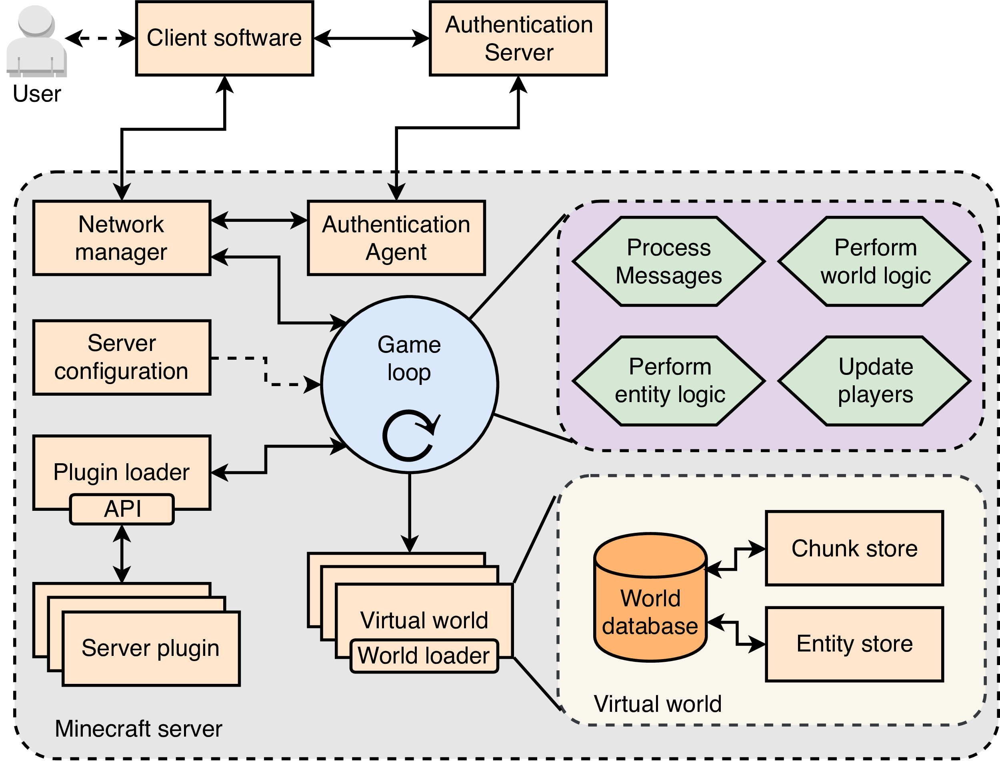 User
Client software
Authentication
Server
Network
manager
Authentication
Agent
Process
Messages
Perform
world logic
Server
configuration
Game
loop
Perform
entity logic
Update
players
Plugin loader
API
Server plugin
Virtual world
World loader
World
database
Chunk store
Entity store
Virtual world
Minecraft server